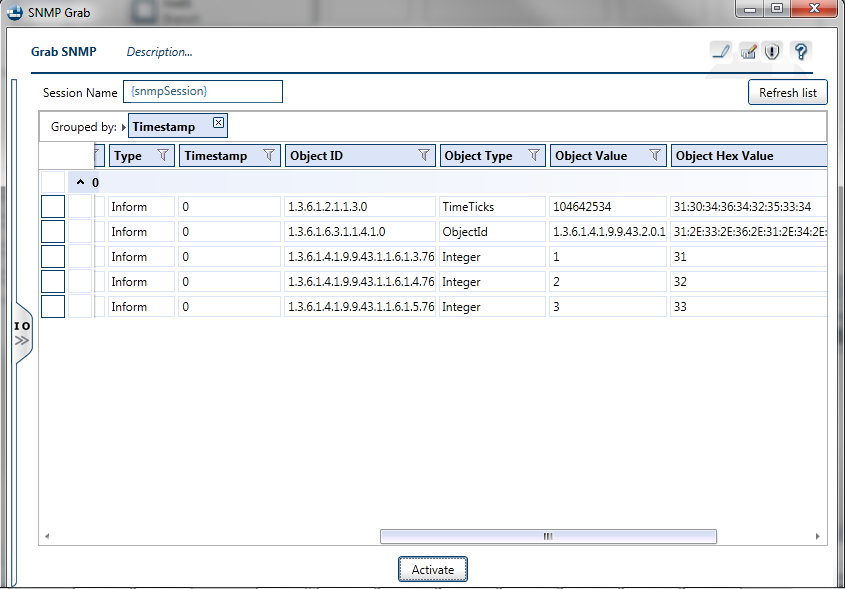 SNMP Grab
Grab SNMP Description...
Session Name {snmpSession} Refresh list
Grouped by: Timestamp
Type Timestamp Object ID Object Type Object Value Object Hex Value
0
Inform 0 1.3.6.1.2.1.1.3.0 TimeTicks 104642534 31:30:34:36:34:32:35:33:34
Inform 0 1.3.6.1.6.3.1.1.4.1.0 ObjectId 1.3.6.1.4.1.9.9.43.2.0.1 31:2E:33:2E:36:2E:31:2E:34:2E:
Inform 0 1.3.6.1.4.1.9.9.43.1.1.6.1.3.76 Integer 1 31
Inform 0 1.3.6.1.4.1.9.9.43.1.1.6.1.4.76 Integer 2 32
Inform 0 1.3.6.1.4.1.9.9.43.1.1.6.1.5.76 Integer 3 33
I O
Activate